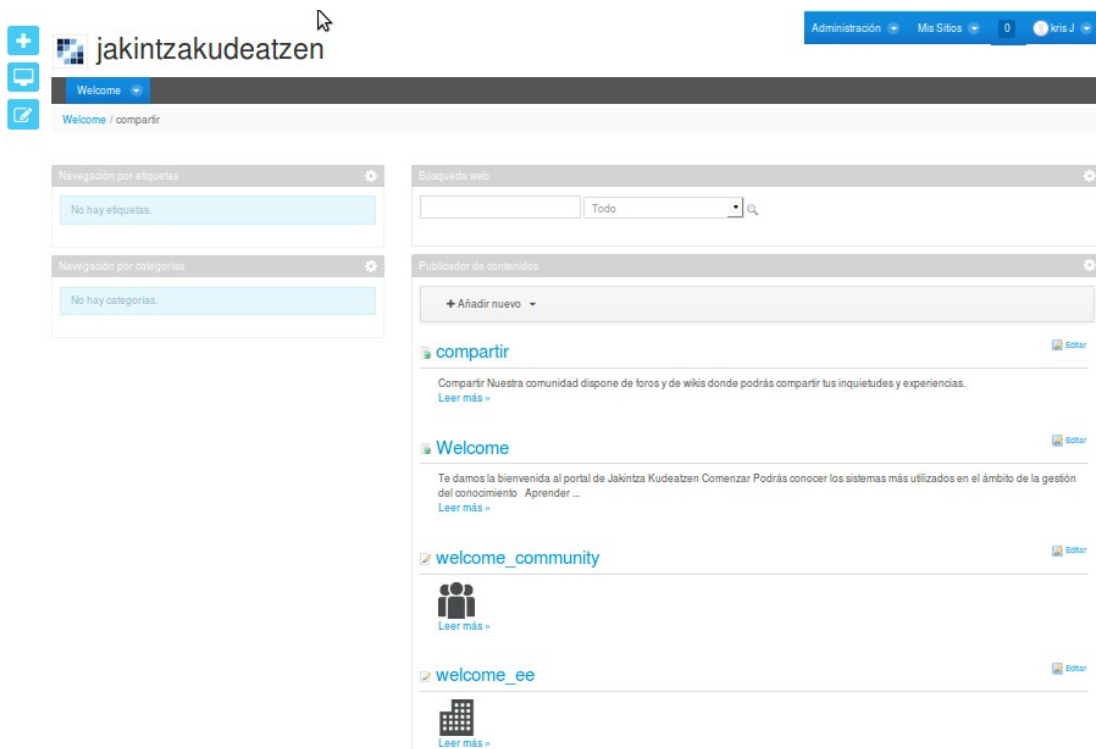 Administración Mis Sitios 0 kris J
jakintzakudeatzen
Welcome
Welcome / compartir
Navegación por etiquetas
No hay etiquetas.
Navegación por categorías
No hay categorías.
Búsqueda web
Todo
Publicador de contenidos
+ Añadir nuevo
compartir Editar
Compartir Nuestra comunidad dispone de foros y de wikis donde podrás compartir tus inquietudes y experiencias.
Leer más »
Welcome Editar
Te damos la bienvenida al portal de Jakintza Kudeatzen Comenzar Podrás conocer los sistemas más utilizados en el ámbito de la gestión
del conocimiento Aprender ...
Leer más »
welcome_community Editar
Leer más »
welcome_ee Editar
Leer más »